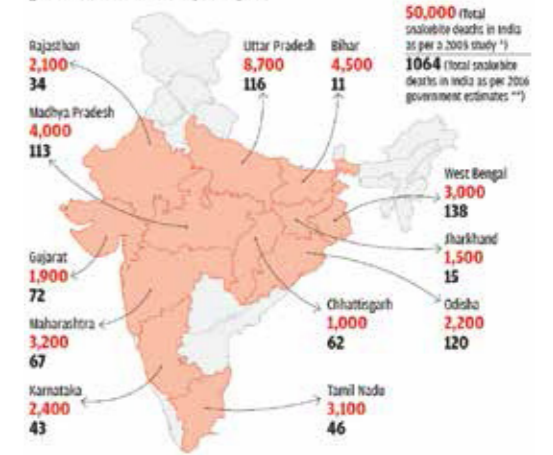 50,000 (Total
snakebite deaths in India
as per a 2005 study *)
1064 (Total snakebite
deaths in India as per 2016
government estimates **)
Rajasthan
2,100
34
Uttar Pradesh
8,700
116
Bihar
4,500
11
Madhya Pradesh
4,000
113
West Bengal
3,000
138
Jharkhand
1,500
15
Gujarat
1,900
72
Chhattisgarh
1,000
62
Odisha
2,200
120
Maharashtra
3,200
67
Karnataka
2,400
43
Tamil Nadu
3,100
46